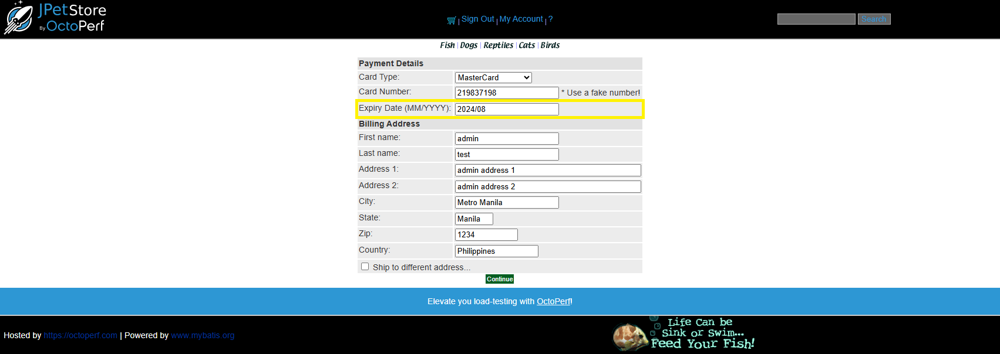 JPetStore
By OctoPerf
Sign Out | My Account | ?
Search
Fish | Dogs | Reptiles | Cats | Birds
Payment Details
Card Type: MasterCard
Card Number: 219837198 * Use a fake number!
Expiry Date (MM/YYYY): 2024/08
Billing Address
First name: admin
Last name: test
Address 1: admin address 1
Address 2: admin address 2
City: Metro Manila
State: Manila
Zip: 1234
Country: Philippines
Ship to different address...
Continue
Elevate you load-testing with OctoPerf!
Hosted by https://octoperf.com | Powered by www.mybatis.org
Life Can be
Sink or Swim...
Feed Your Fish!